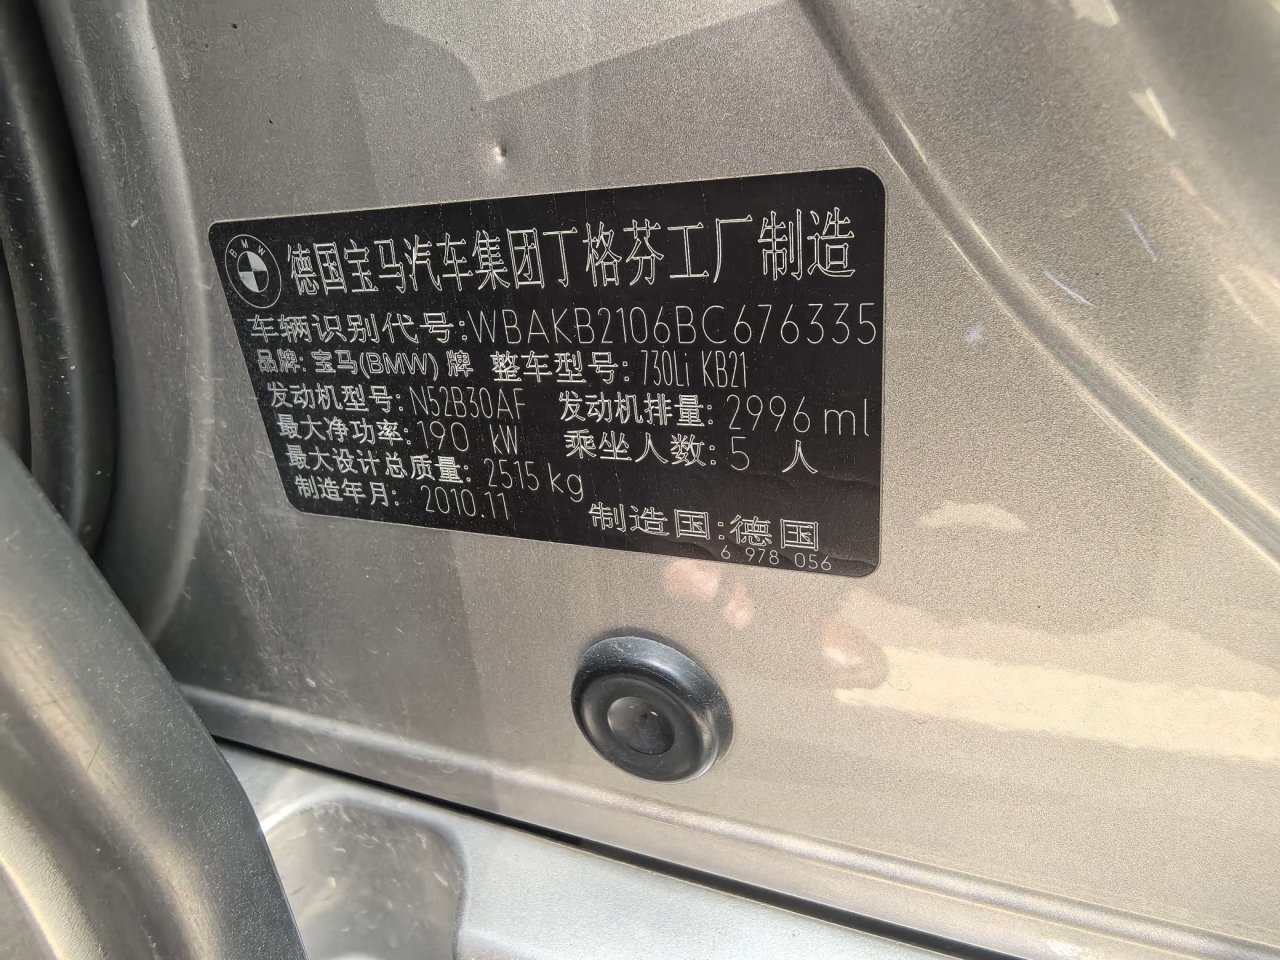 BMW
德国宝马汽车集团丁格芬工厂制造
车辆识别代号:WBAKB2106BC676335
品牌: 宝马(BMW)牌 整车型号: 730Li KB21
发动机型号: N52B30AF 发动机排量: 2996 ml
最大净功率: 190 kW 乘坐人数: 5 人
最大设计总质量: 2515 kg
制造年月: 2010.11 制造国: 德国
6 978 056